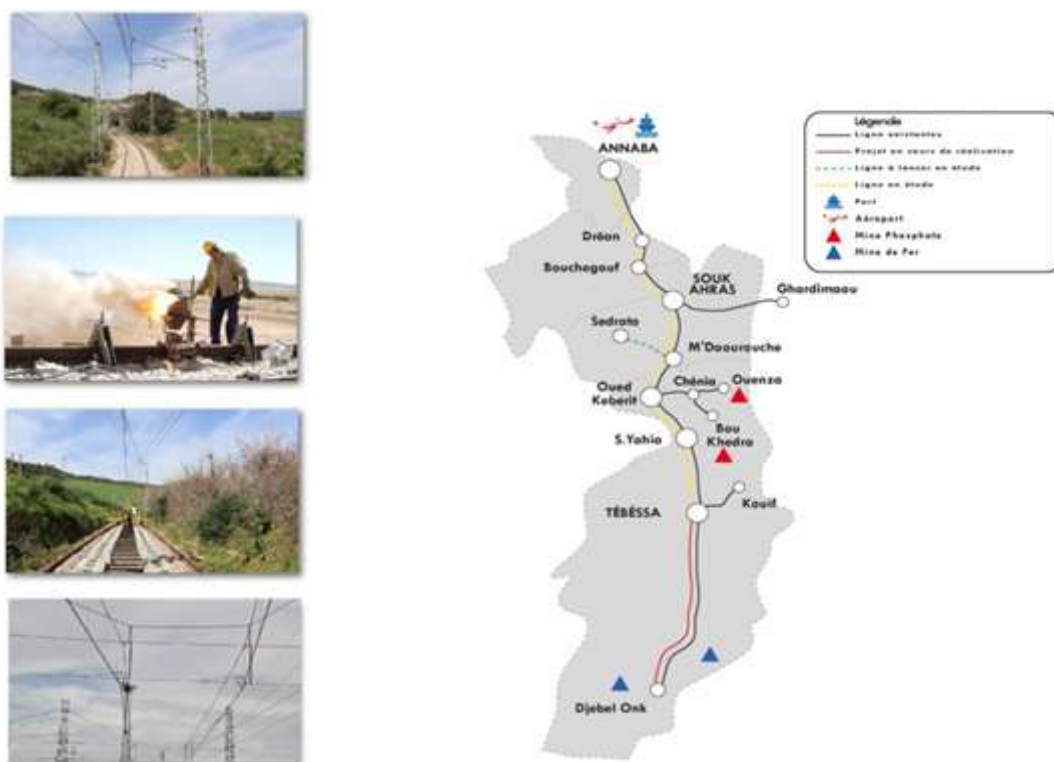 ANNABA
Légende
Ligne existantes
Projet en cours de réalisation
Ligne à lancer en étude
Ligne en étude
Port
Aéroport
Mine Phosphate
Mine de Fer
Dréan
Bouchegouf
SOUK
AHRAS
Ghardimaou
Sedrata
M'Daourouche
Oued
Keberit
Chénia
Ouenza
Bou
Khedra
S.Yahia
Kouif
TÉBÉSSA
Djebel Onk